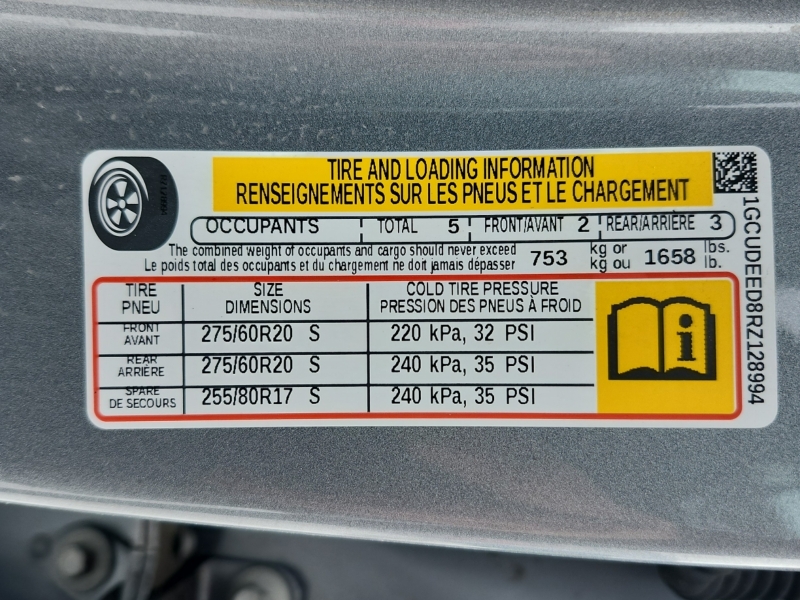 TIRE AND LOADING INFORMATION
RENSEIGNEMENTS SUR LES PNEUS ET LE CHARGEMENT
OCCUPANTS TOTAL 5 FRONT/AVANT 2 REAR/ARRIÈRE 3
The combined weight of occupants and cargo should never exceed 753 kg or 1658 lbs.
Le poids total des occupants et du chargement ne doit jamais dépasser kg ou lb.
TIRE SIZE COLD TIRE PRESSURE
PNEU DIMENSIONS PRESSION DES PNEUS À FROID
FRONT
AVANT 275/60R20 S 220 kPa, 32 PSI
REAR
ARRIÈRE 275/60R20 S 240 kPa, 35 PSI
SPARE
DE SECOURS 255/80R17 S 240 kPa, 35 PSI
1GCUDEED8RZ128994